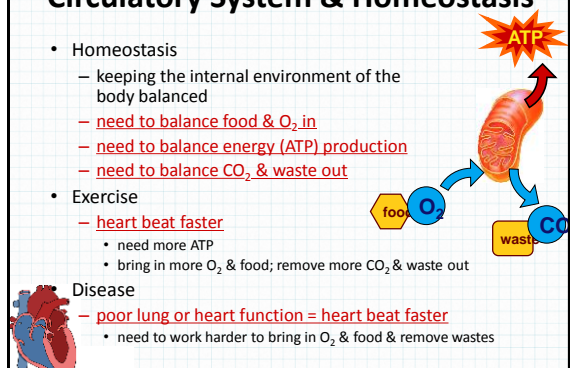 Circulatory System & Homeostasis
• Homeostasis
– keeping the internal environment of the
body balanced
– need to balance food & O₂ in
– need to balance energy (ATP) production
– need to balance CO₂ & waste out
• Exercise
– heart beat faster
• need more ATP
• bring in more O₂ & food; remove more CO₂ & waste out
• Disease
– poor lung or heart function = heart beat faster
• need to work harder to bring in O₂ & food & remove wastes
ATP
food O₂
waste CO